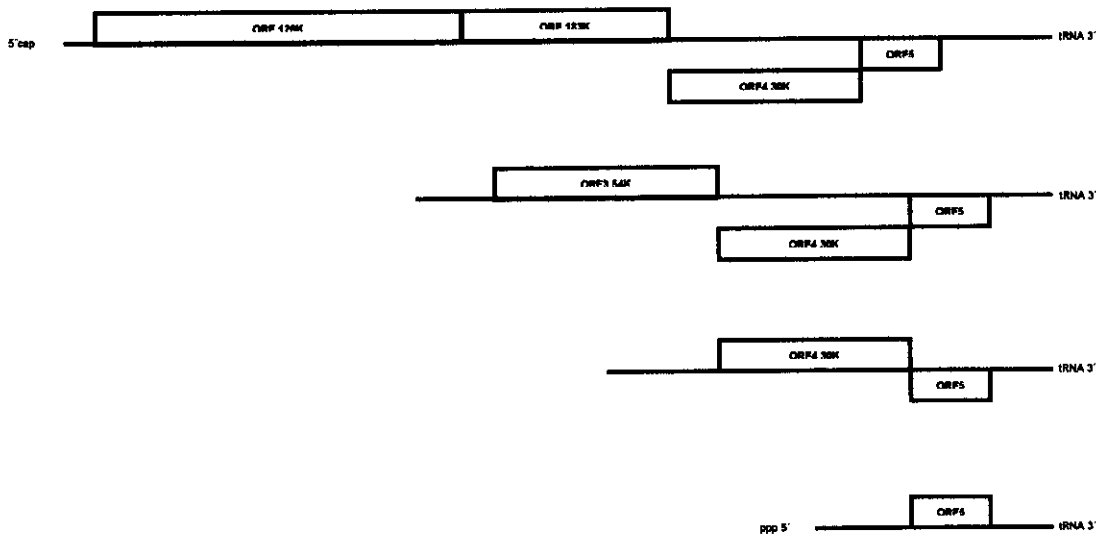 ORF 126K
ORF 183K
5´cap
tRNA 3´
ORF5
ORF4 30K
ORF3 54K
tRNA 3´
ORF5
ORF4 30K
ORF4 30K
tRNA 3´
ORF5
ORF5
ppp 5´
tRNA 3´